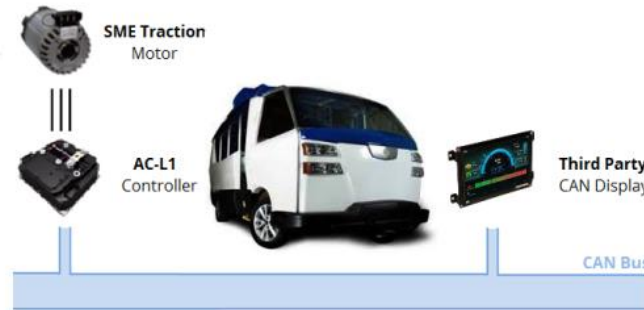 SME Traction
Motor
AC-L1
Controller
Third Party
CAN Display
CAN Bus